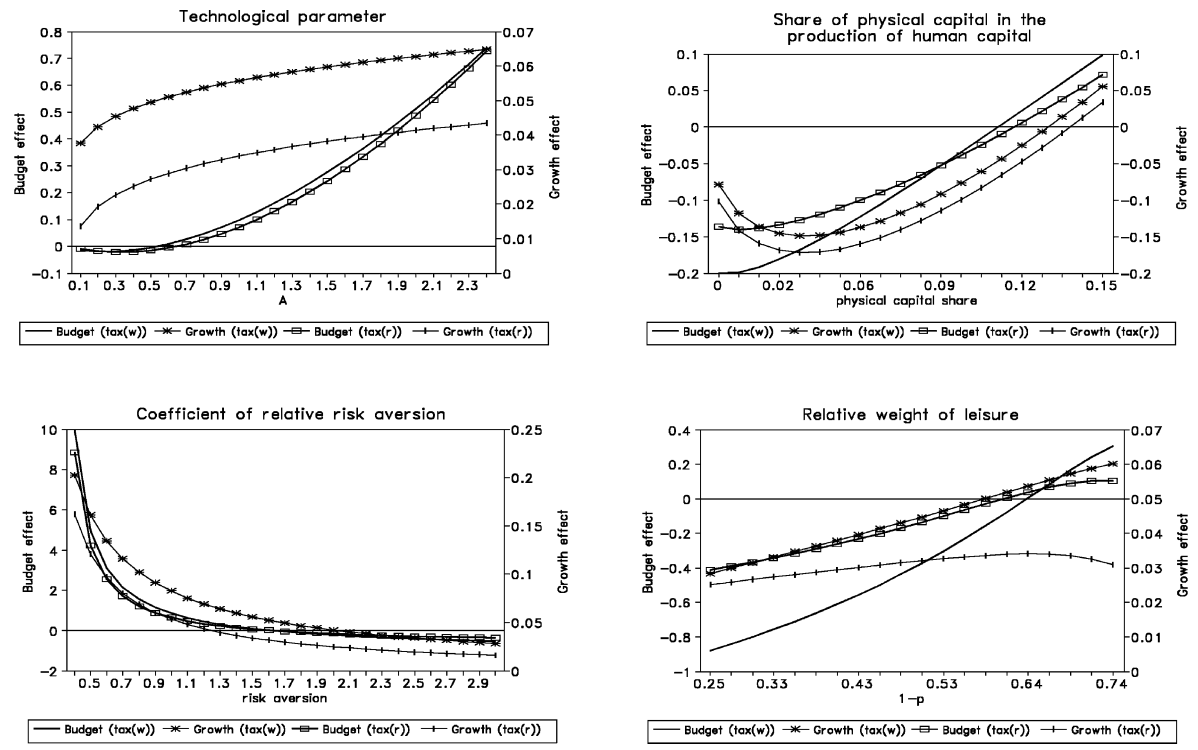 Technological parameter
0.8
0.7
0.6
0.5
0.4
0.3
0.2
0.1
0
−0.1
Budget effect
0.07
0.06
0.05
0.04
0.03
0.02
0.01
0
Growth effect
0.1 0.3 0.5 0.7 0.9 1.1 1.3 1.5 1.7 1.9 2.1 2.3
A
Budget (tax(w)) Growth (tax(w)) Budget (tax(r)) Growth (tax(r))
Share of physical capital in the
production of human capital
0.1
0.05
0
−0.05
−0.1
−0.15
−0.2
Budget effect
0.1
0.05
0
−0.05
−0.1
−0.15
−0.2
Growth effect
0 0.02 0.06 0.09 0.12 0.15
physical capital share
Budget (tax(w)) Growth (tax(w)) Budget (tax(r)) Growth (tax(r))
Coefficient of relative risk aversion
10
8
6
4
2
0
−2
Budget effect
0.25
0.2
0.15
0.1
0.05
0
Growth effect
0.5 0.7 0.9 1.1 1.3 1.5 1.7 1.9 2.1 2.3 2.5 2.7 2.9
risk aversion
Budget (tax(w)) Growth (tax(w)) Budget (tax(r)) Growth (tax(r))
Relative weight of leisure
0.4
0.2
0
−0.2
−0.4
−0.6
−0.8
−1
Budget effect
0.07
0.06
0.05
0.04
0.03
0.02
0.01
0
Growth effect
0.25 0.33 0.43 0.53 0.64 0.74
1−p
Budget (tax(w)) Growth (tax(w)) Budget (tax(r)) Growth (tax(r))